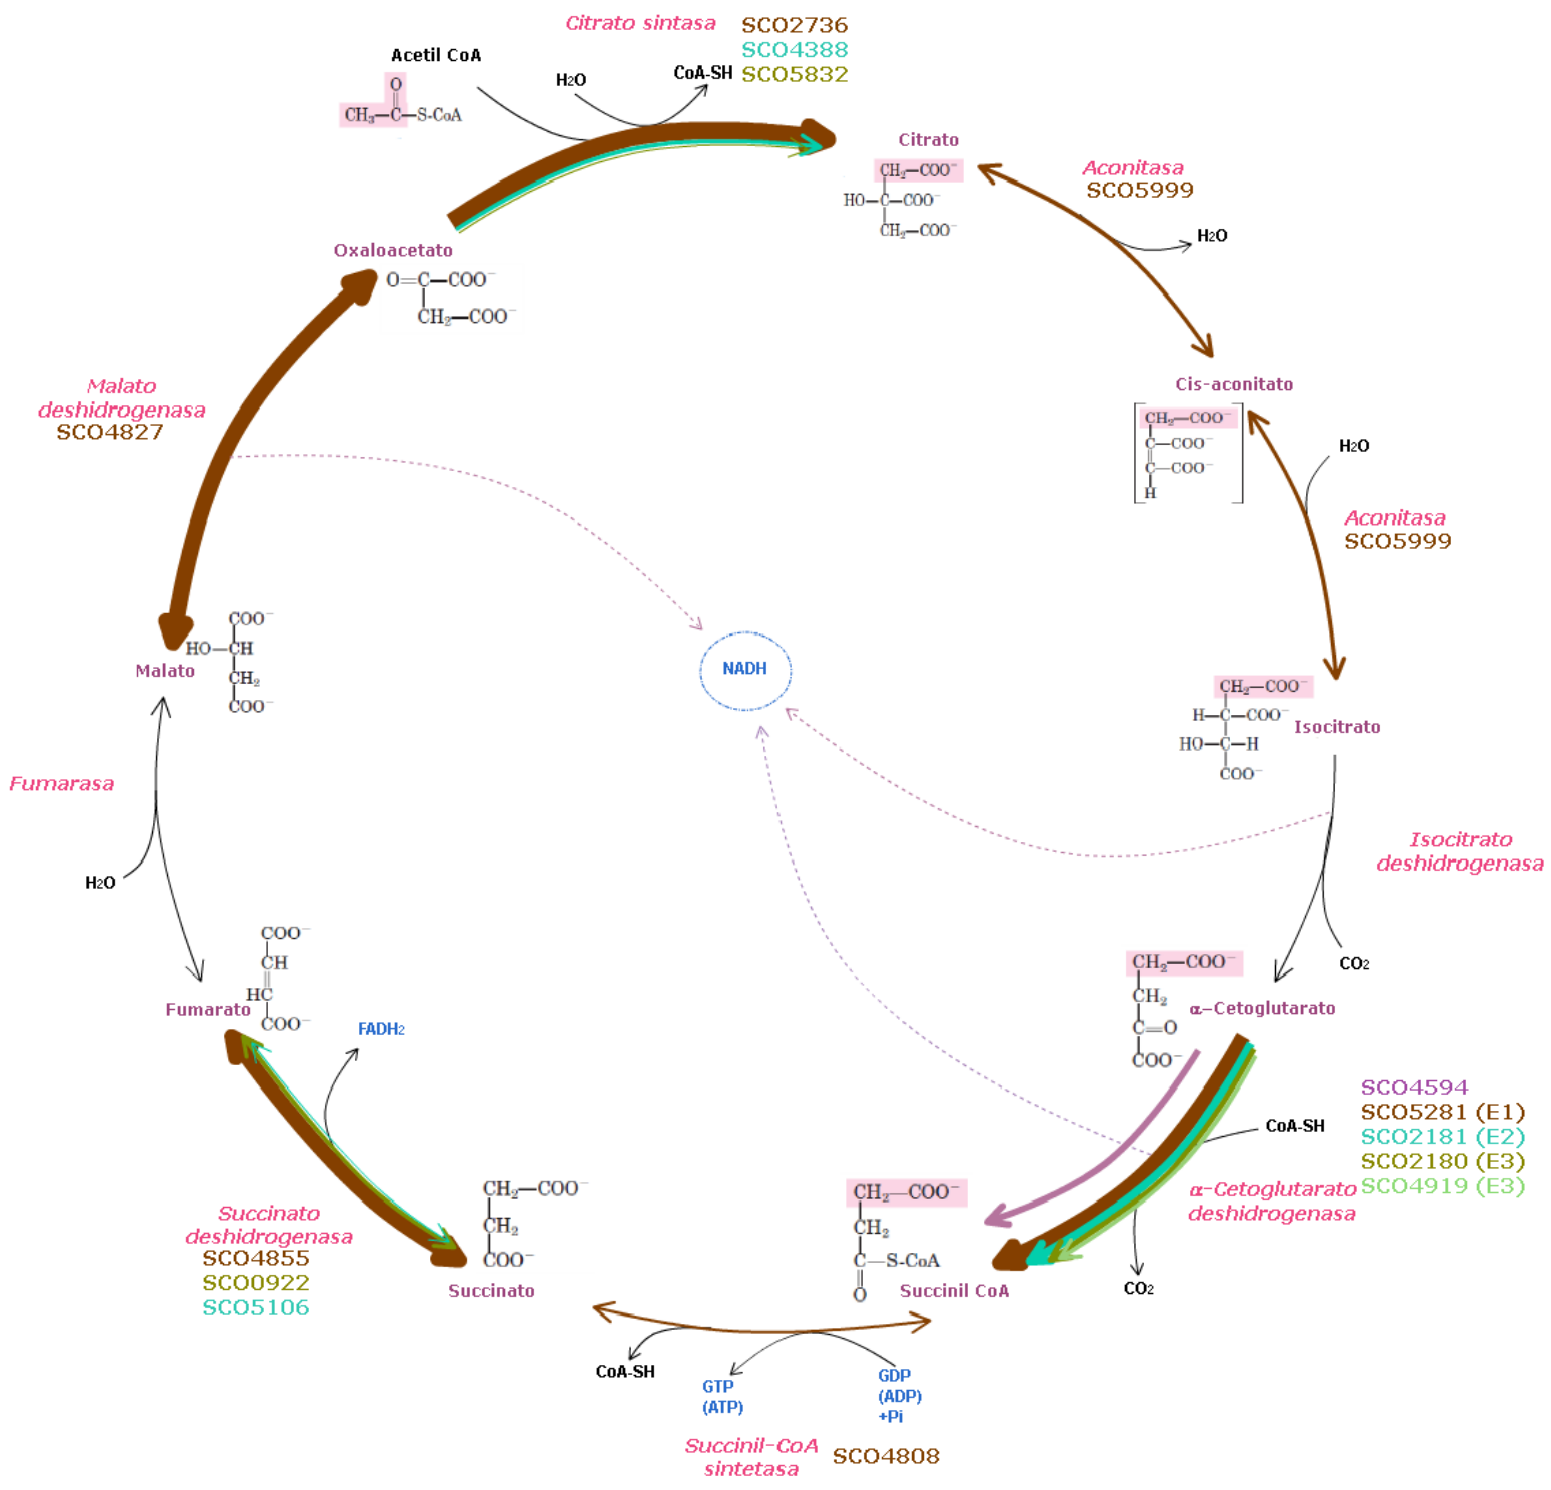 Citrato sintasa
SCO2736
SCO4388
SCO5832
Acetil CoA
H2O
CoA-SH
O
CH3—C—S-CoA
Citrato
CH2—COO−
HO—C—COO−
CH2—COO−
Aconitasa
SCO5999
H2O
Oxaloacetato
O=C—COO−
CH2—COO−
Malato
deshidrogenasa
SCO4827
Cis-aconitato
CH2—COO−
C—COO−
C—COO−
H
H2O
Aconitasa
SCO5999
COO−
HO—CH
CH2
COO−
Malato
NADH
CH2—COO−
H—C—COO−
HO—C—H
COO−
Isocitrato
Fumarasa
H2O
Isocitrato
deshidrogenasa
CO2
COO−
CH
HC
COO−
Fumarato
FADH2
CH2—COO−
CH2
C=O
COO−
α-Cetoglutarato
SCO4594
SCO5281 (E1)
SCO2181 (E2)
SCO2180 (E3)
SCO4919 (E3)
CoA-SH
α-Cetoglutarato
deshidrogenasa
CO2
Succinato
deshidrogenasa
SCO4855
SCO0922
SCO5106
CH2—COO−
CH2
COO−
Succinato
CH2—COO−
CH2
C—S-CoA
O
Succinil CoA
CoA-SH
GTP
(ATP)
GDP
(ADP)
+Pi
Succinil-CoA
sintetasa
SCO4808